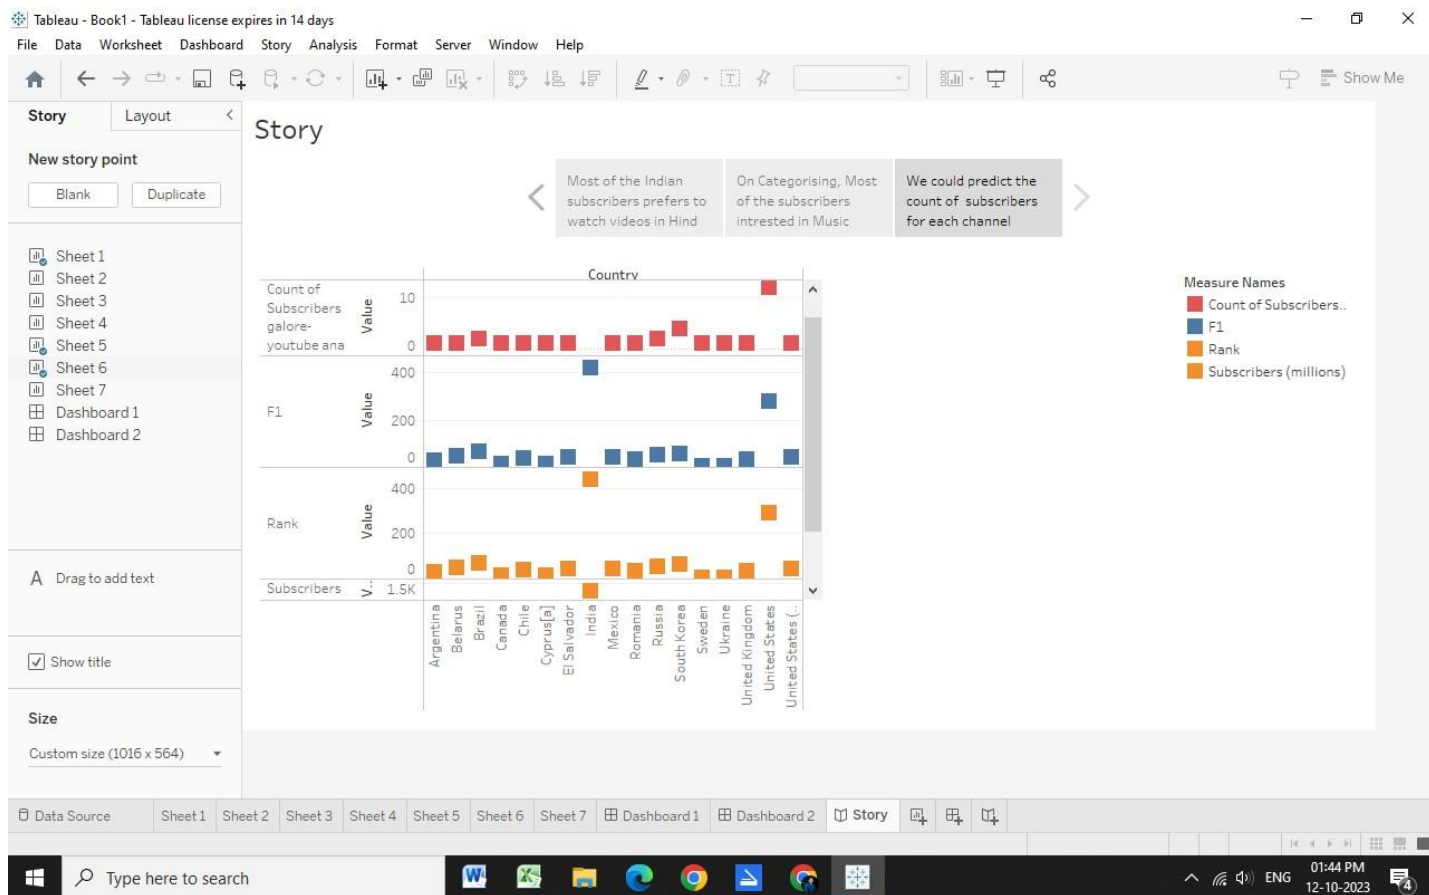 Tableau - Book1 - Tableau license expires in 14 days
File Data Worksheet Dashboard Story Analysis Format Server Window Help
Show Me
Story Layout
Story
New story point
Blank Duplicate
Most of the Indian
subscribers prefers to
watch videos in Hind
On Categorising, Most
of the subscribers
intrested in Music
We could predict the
count of subscribers
for each channel
Sheet 1
Sheet 2
Sheet 3
Sheet 4
Sheet 5
Sheet 6
Sheet 7
Dashboard 1
Dashboard 2
A Drag to add text
Show title
Size
Custom size (1016 x 564)
Country
Count of
Subscribers
galore-
youtube ana
Value
10
0
F1
Value
400
200
0
Rank
Value
400
200
0
Subscribers
V..
1.5K
Argentina
Belarus
Brazil
Canada
Chile
Cyprus[a]
El Salvador
India
Mexico
Romania
Russia
South Korea
Sweden
Ukraine
United Kingdom
United States
United States (..
Measure Names
Count of Subscribers..
F1
Rank
Subscribers (millions)
Data Source Sheet 1 Sheet 2 Sheet 3 Sheet 4 Sheet 5 Sheet 6 Sheet 7 Dashboard 1 Dashboard 2 Story
Type here to search
ENG
01:44 PM
12-10-2023
4